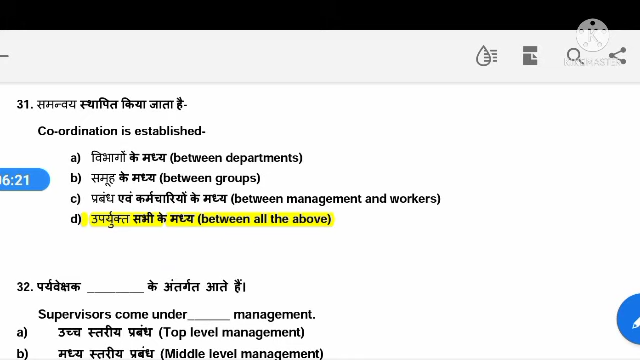 31. समन्वय स्थापित किया जाता है-
Co-ordination is established-
a) विभागों के मध्य (between departments)
b) समूह के मध्य (between groups)
06:21
c) प्रबंध एवं कर्मचारियों के मध्य (between management and workers)
d) उपर्युक्त सभी के मध्य (between all the above)
32. पर्यवेक्षक ________ के अंतर्गत आते हैं।
Supervisors come under______ management.
a) उच्च स्तरीय प्रबंध (Top level management)
b) मध्य स्तरीय प्रबंध (Middle level management)